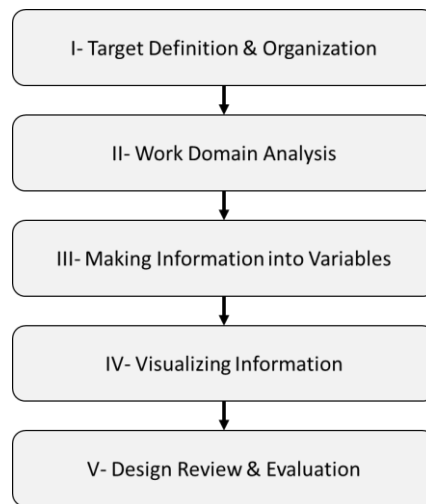 I- Target Definition & Organization
II- Work Domain Analysis
III- Making Information into Variables
IV- Visualizing Information
V- Design Review & Evaluation